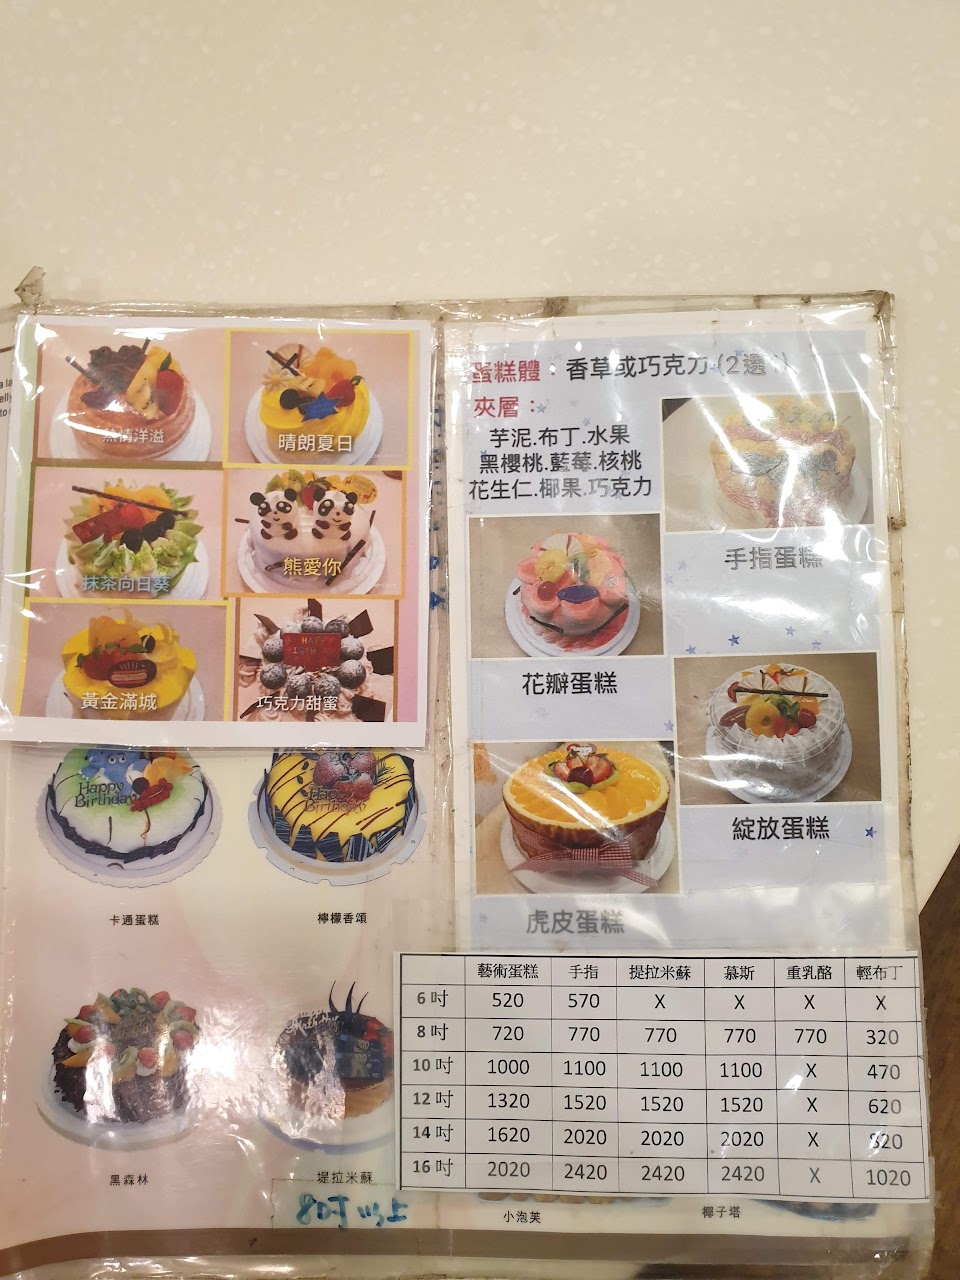 熱情洋溢
晴朗夏日
抹茶向日葵
熊愛你
黃金滿城
巧克力甜蜜
HAPPY
Happy
Birthday
卡通蛋糕
Happy
Birthday
檸檬香頌
黑森林
堤拉米蘇
8吋以上
蛋糕體：香草或巧克力(2選1)
夾層：
芋泥.布丁.水果
黑櫻桃.藍莓.核桃
花生仁.椰果.巧克力
手指蛋糕
花瓣蛋糕
綻放蛋糕
虎皮蛋糕
藝術蛋糕 手指 提拉米蘇 慕斯 重乳酪 輕布丁
6吋 520 570 X X X X
8吋 720 770 770 770 770 320
10吋 1000 1100 1100 1100 X 470
12吋 1320 1520 1520 1520 X 620
14吋 1620 2020 2020 2020 X 820
16吋 2020 2420 2420 2420 X 1020
小泡芙
椰子塔